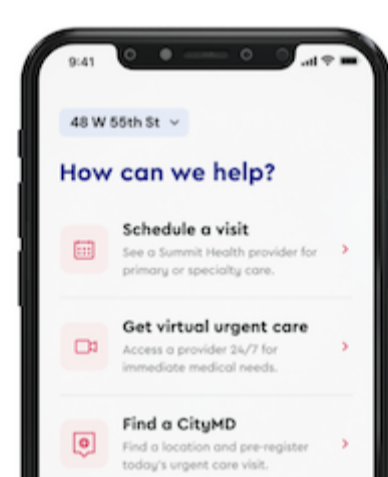 9:41
48 W 55th St
How can we help?
Schedule a visit
See a Summit Health provider for
primary or specialty care.
Get virtual urgent care
Access a provider 24/7 for
immediate medical needs.
Find a CityMD
Find a location and pre-register
today's urgent care visit.